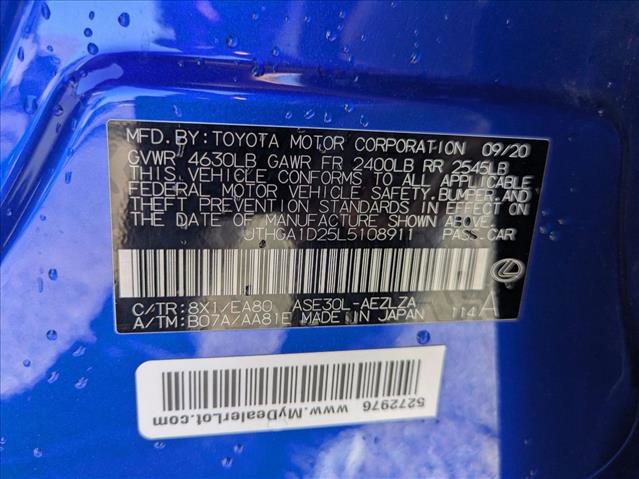 MFD.BY:TOYOTA MOTOR CORPORATION 09/20
GVWR 4630LB GAWR FR 2400LB RR 2545LB
THIS VEHICLE CONFORMS TO ALL APPLICABLE
FEDERAL MOTOR VEHICLE SAFETY, BUMPER, AND
THEFT PREVENTION STANDARDS IN EFFECT ON
THE DATE OF MANUFACTURE SHOWN ABOVE.
JTHGA1D25L5108911 PASS.CAR
C/TR:8X1/EA80 ASE30L-AEZLZA
A/TM:B07A/AA81E MADE IN JAPAN 114 A
5272976
www.MyDealerLot.com